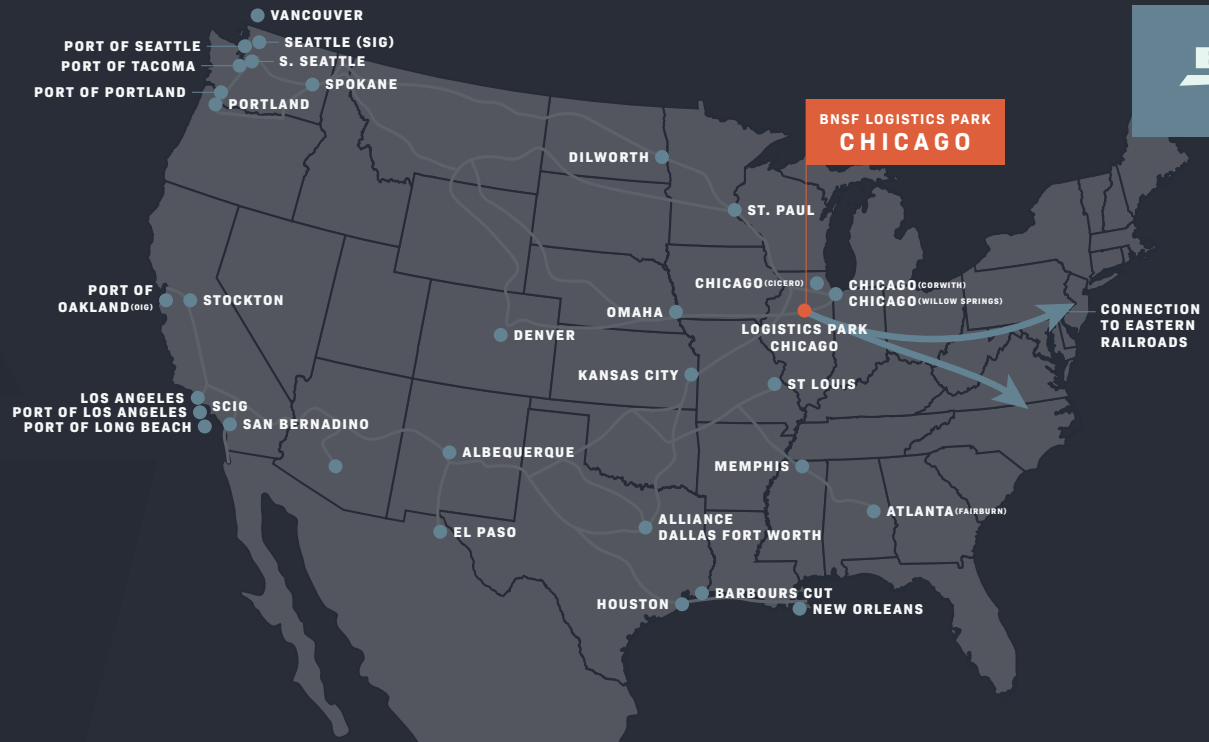 VANCOUVER
PORT OF SEATTLE
SEATTLE (SIG)
PORT OF TACOMA
S. SEATTLE
PORT OF PORTLAND
SPOKANE
PORTLAND
BNSF LOGISTICS PARK
CHICAGO
DILWORTH
ST. PAUL
PORT OF
OAKLAND(OIG)
STOCKTON
CHICAGO(CICERO)
CHICAGO(CORWITH)
CHICAGO(WILLOW SPRINGS)
OMAHA
DENVER
LOGISTICS PARK
CHICAGO
CONNECTION
TO EASTERN
RAILROADS
KANSAS CITY
ST LOUIS
LOS ANGELES
SCIG
PORT OF LOS ANGELES
PORT OF LONG BEACH
SAN BERNADINO
ALBEQUERQUE
MEMPHIS
ATLANTA(FAIRBURN)
EL PASO
ALLIANCE
DALLAS FORT WORTH
HOUSTON
BARBOURS CUT
NEW ORLEANS